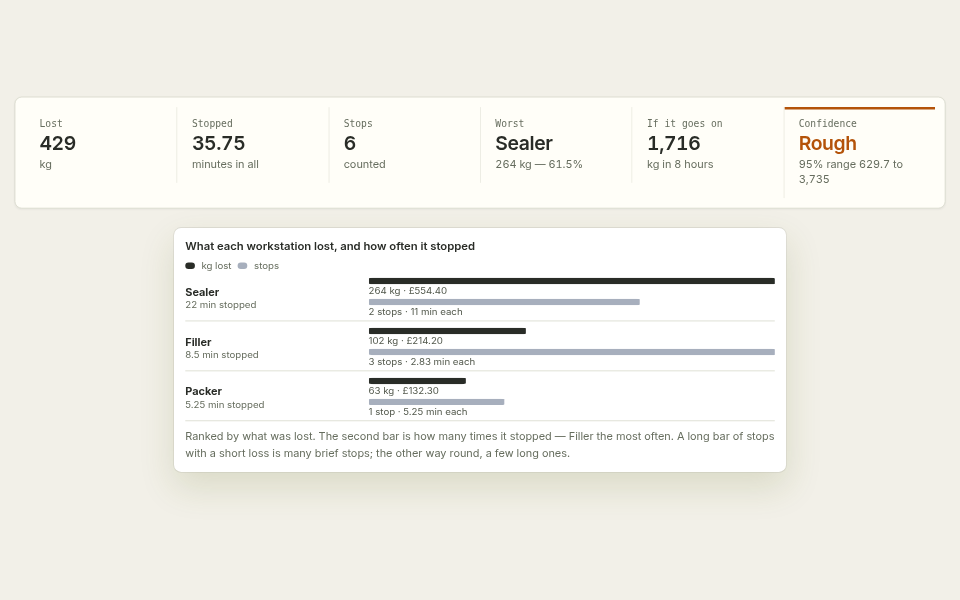 Lost
429
kg
Stopped
35.75
minutes in all
Stops
6
counted
Worst
Sealer
264 kg — 61.5%
If it goes on
1,716
kg in 8 hours
Confidence
Rough
95% range 629.7 to
3,735
What each workstation lost, and how often it stopped
kg lost stops
Sealer
22 min stopped
264 kg · £554.40
2 stops · 11 min each
Filler
8.5 min stopped
102 kg · £214.20
3 stops · 2.83 min each
Packer
5.25 min stopped
63 kg · £132.30
1 stop · 5.25 min each
Ranked by what was lost. The second bar is how many times it stopped — Filler the most often. A long bar of stops
with a short loss is many brief stops; the other way round, a few long ones.